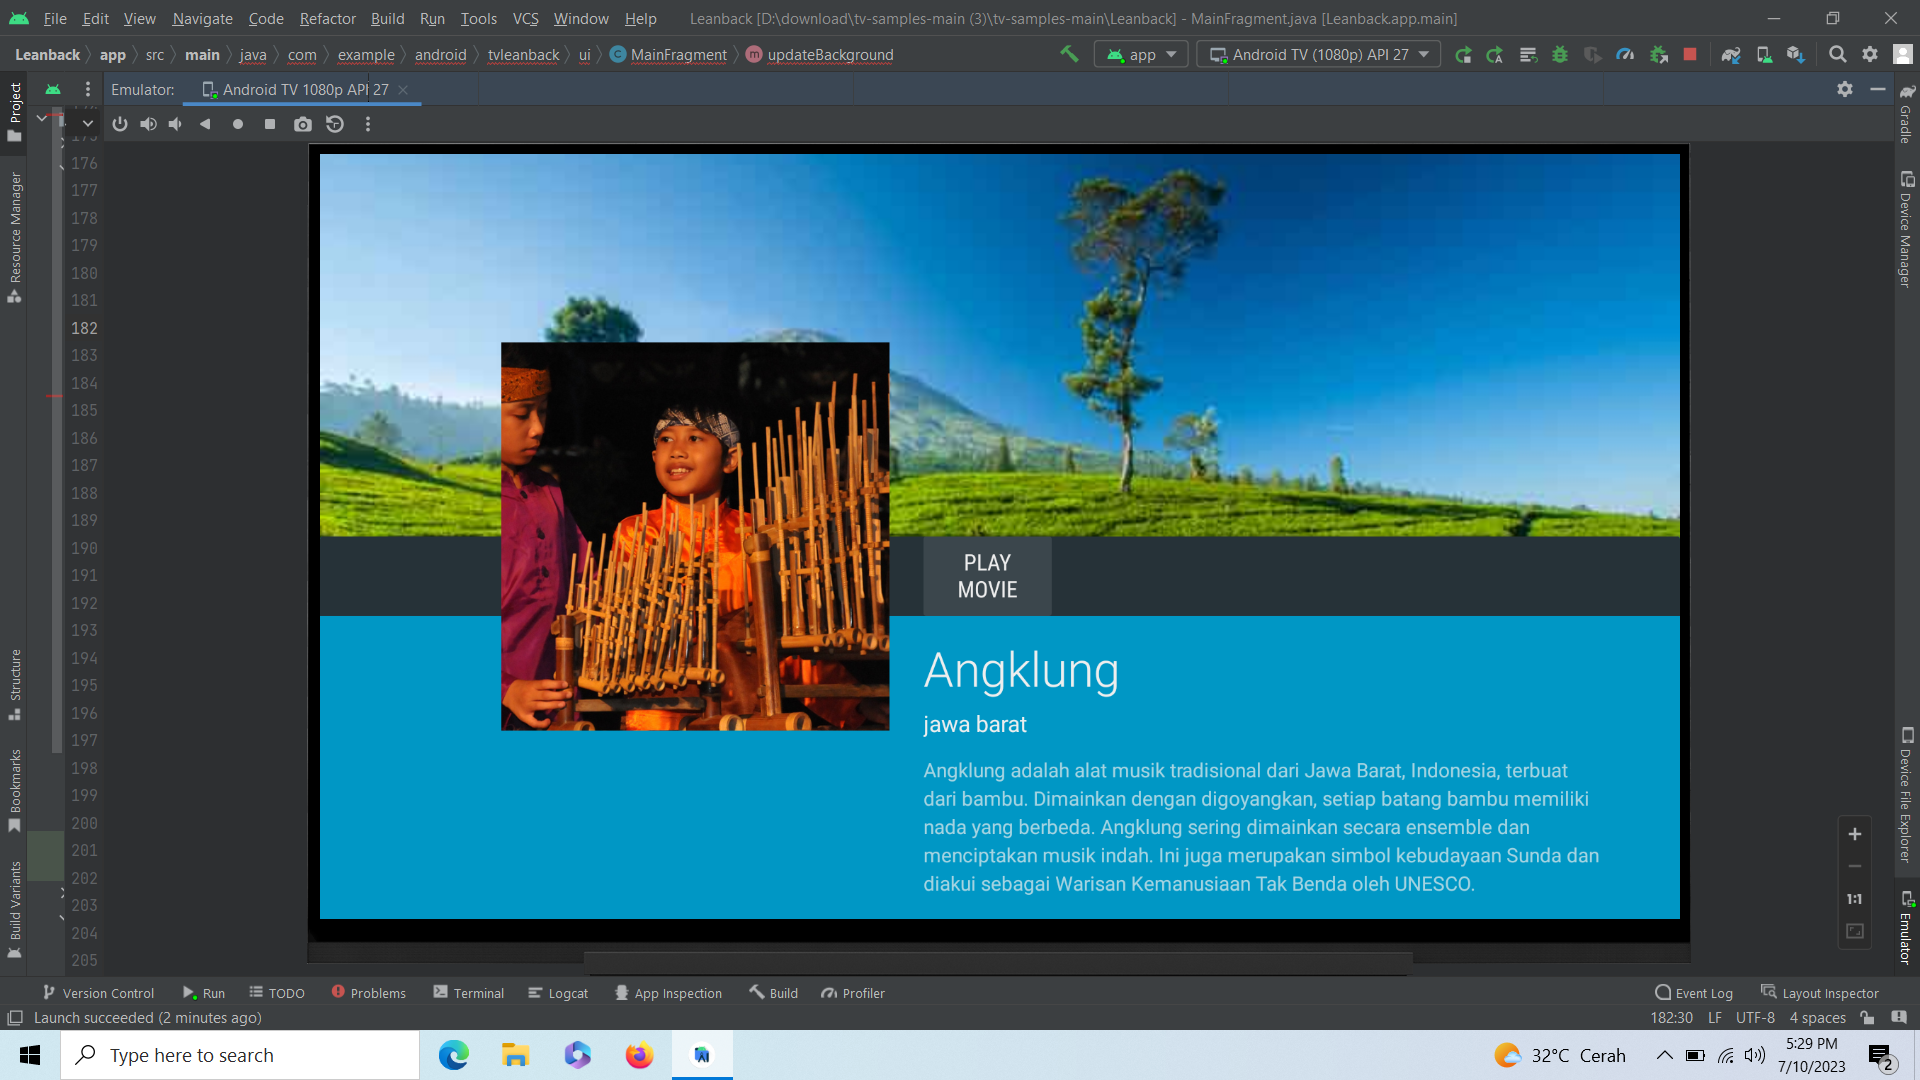 File Edit View Navigate Code Refactor Build Run Tools VCS Window Help Leanback [D:\download\tv-samples-main (3)\tv-samples-main\Leanback] - MainFragment.java [Leanback.app.main]
Leanback app src main java com example android tvleanback ui C MainFragment m updateBackground app Android TV (1080p) API 27
Emulator: Android TV 1080p API 27
Project
Resource Manager
Structure
Bookmarks
Build Variants
176
177
178
179
180
181
182
183
184
185
186
187
188
189
190
191
192
193
194
195
196
197
198
199
200
201
202
203
204
205
PLAY
MOVIE
Angklung
jawa barat
Angklung adalah alat musik tradisional dari Jawa Barat, Indonesia, terbuat
dari bambu. Dimainkan dengan digoyangkan, setiap batang bambu memiliki
nada yang berbeda. Angklung sering dimainkan secara ensemble dan
menciptakan musik indah. Ini juga merupakan simbol kebudayaan Sunda dan
diakui sebagai Warisan Kemanusiaan Tak Benda oleh UNESCO.
Gradle
Device Manager
Device File Explorer
Emulator
1:1
Version Control Run TODO Problems Terminal Logcat App Inspection Build Profiler Event Log Layout Inspector
Launch succeeded (2 minutes ago) 182:30 LF UTF-8 4 spaces
Type here to search 32°C Cerah 5:29 PM
7/10/2023
2